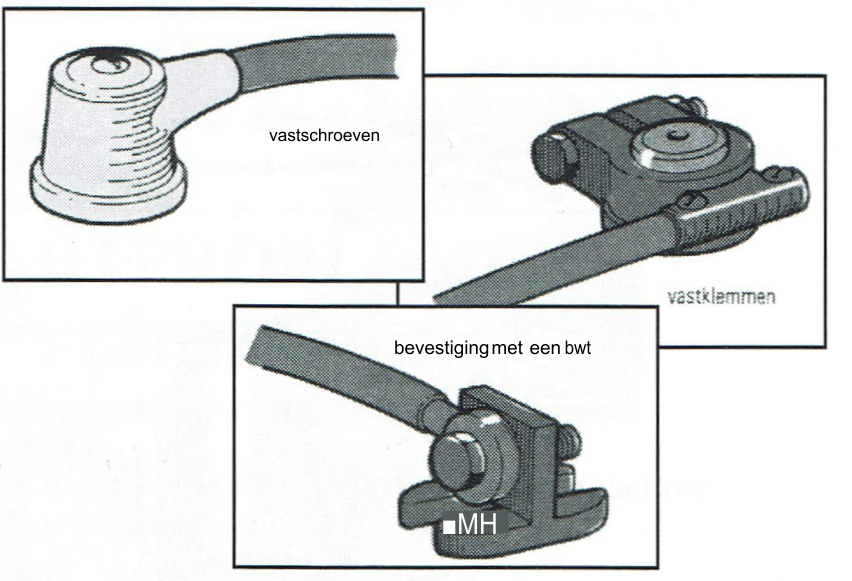 vastschroeven
vastklemmen
bevestiging met een bwt
■MH